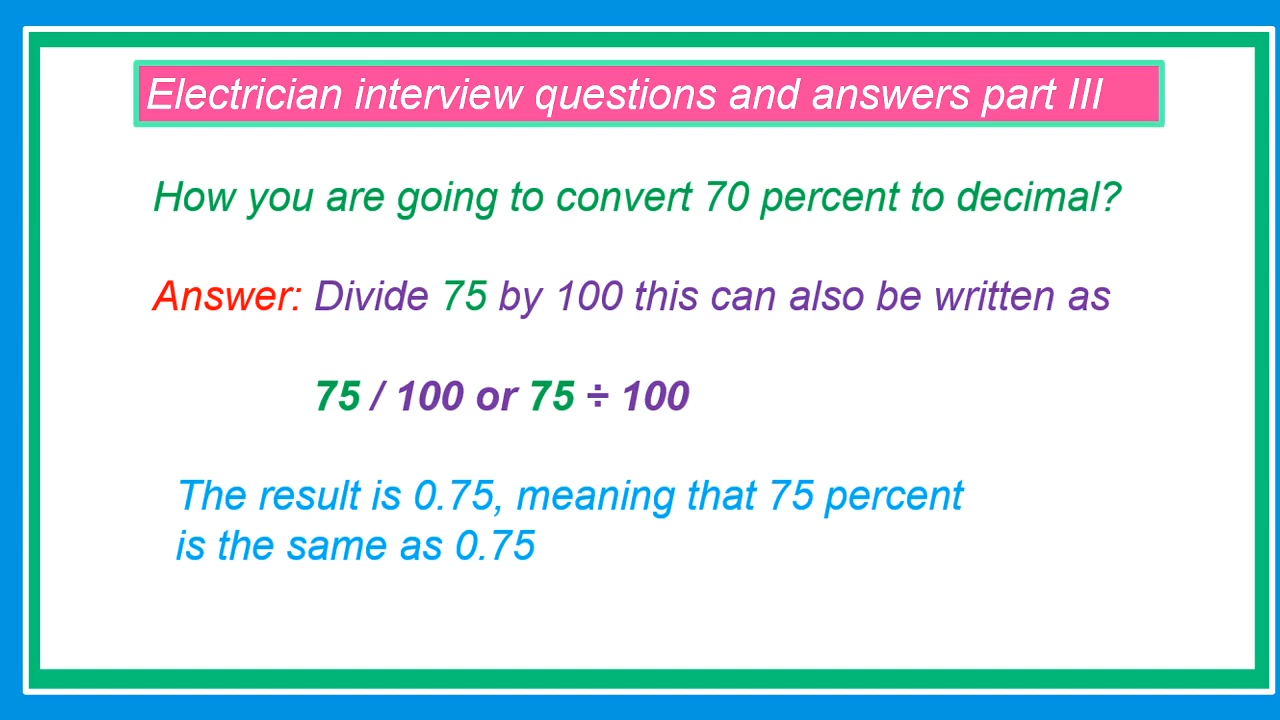 Electrician interview questions and answers part III
How you are going to convert 70 percent to decimal?
Answer: Divide 75 by 100 this can also be written as
75 / 100 or 75 ÷ 100
The result is 0.75, meaning that 75 percent
is the same as 0.75